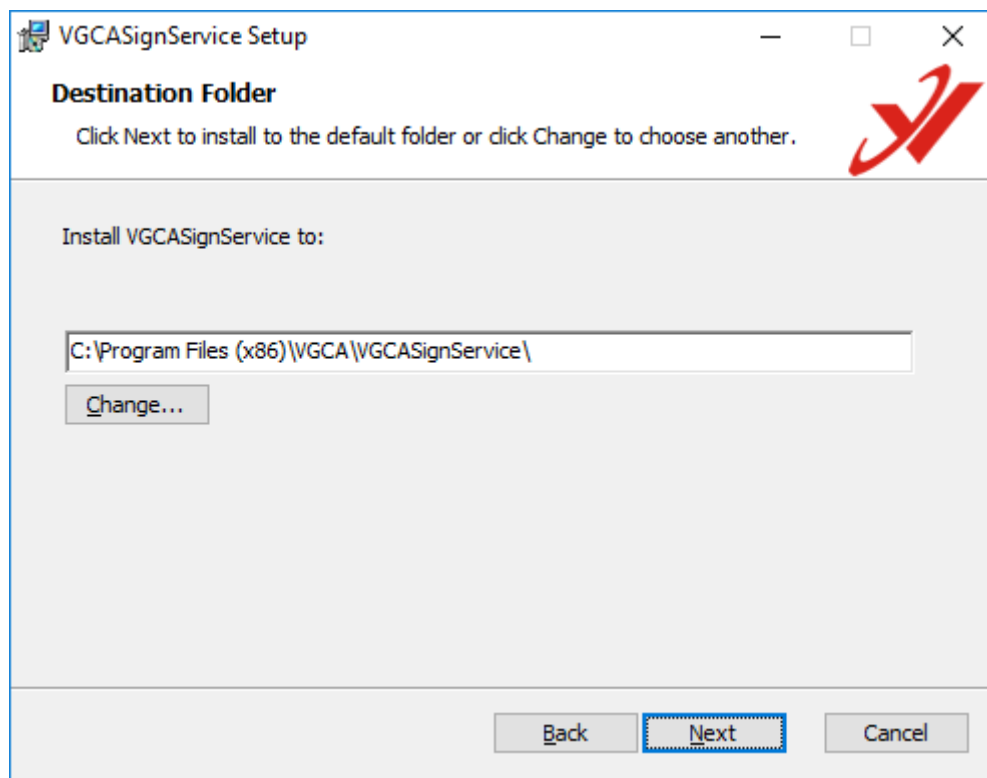 VGCASignService Setup
Destination Folder
Click Next to install to the default folder or click Change to choose another.
Install VGCASignService to:
C:\Program Files (x86)\VGCA\VGCASignService\
Change...
Back Next Cancel